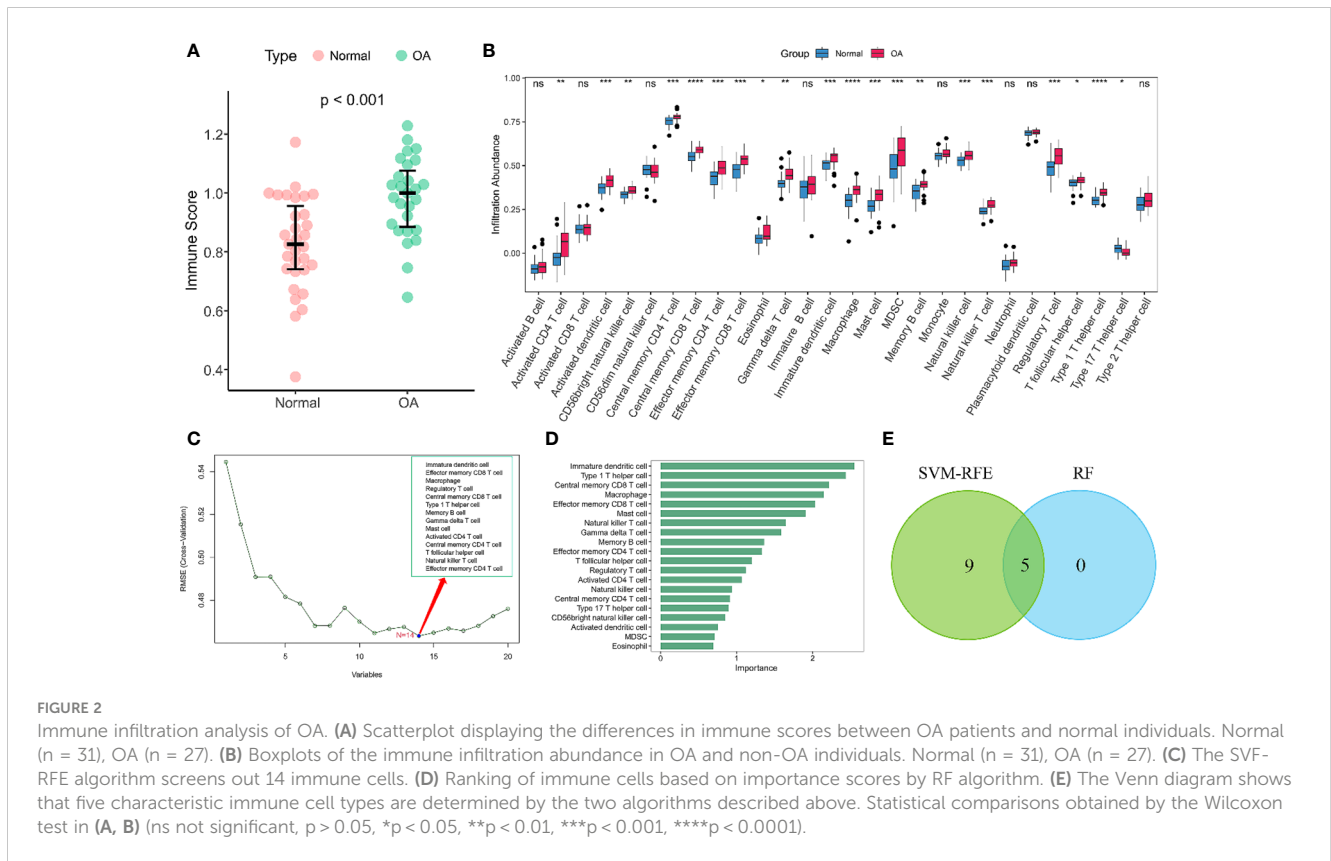 A
Type Normal OA
p < 0.001
Immune Score
1.2
1.0
0.8
0.6
0.4
Normal OA
B
Group Normal OA
ns ** ns *** ** ns *** **** *** *** * ** ns *** **** *** *** ** ns *** *** ns ns *** * **** * ns
Infiltration Abundance
1.00
0.75
0.50
0.25
0.00
Activated B cell
Activated CD4 T cell
Activated CD8 T cell
Activated dendritic cell
CD56bright natural killer cell
CD56dim natural killer cell
Central memory CD4 T cell
Central memory CD8 T cell
Effector memory CD4 T cell
Effector memory CD8 T cell
Eosinophil
Gamma delta T cell
Immature B cell
Immature dendritic cell
Macrophage
Mast cell
MDSC
Memory B cell
Monocyte
Natural killer cell
Natural killer T cell
Neutrophil
Plasmacytoid dendritic cell
Regulatory T cell
T follicular helper cell
Type 1 T helper cell
Type 17 T helper cell
Type 2 T helper cell
C
RMSE (Cross-Validation)
0.54
0.52
0.50
0.48
Immature dendritic cell
Effector memory CD8 T cell
Macrophage
Regulatory T cell
Central memory CD8 T cell
Type 1 T helper cell
Memory B cell
Gamma delta T cell
Mast cell
Activated CD4 T cell
Central memory CD4 T cell
T follicular helper cell
Natural killer T cell
Effector memory CD4 T cell
N=14
5 10 15 20
Variables
D
Immature dendritic cell
Type 1 T helper cell
Central memory CD8 T cell
Macrophage
Effector memory CD8 T cell
Mast cell
Natural killer T cell
Gamma delta T cell
Memory B cell
Effector memory CD4 T cell
T follicular helper cell
Regulatory T cell
Activated CD4 T cell
Natural killer cell
Central memory CD4 T cell
Type 17 T helper cell
CD56bright natural killer cell
Activated dendritic cell
MDSC
Eosinophil
0 1 2
Importance
E
SVM-RFE RF
9 5 0
FIGURE 2
Immune infiltration analysis of OA. (A) Scatterplot displaying the differences in immune scores between OA patients and normal individuals. Normal
(n = 31), OA (n = 27). (B) Boxplots of the immune infiltration abundance in OA and non-OA individuals. Normal (n = 31), OA (n = 27). (C) The SVF-
RFE algorithm screens out 14 immune cells. (D) Ranking of immune cells based on importance scores by RF algorithm. (E) The Venn diagram shows
that five characteristic immune cell types are determined by the two algorithms described above. Statistical comparisons obtained by the Wilcoxon
test in (A, B) (ns not significant, p > 0.05, *p < 0.05, **p < 0.01, ***p < 0.001, ****p < 0.0001).